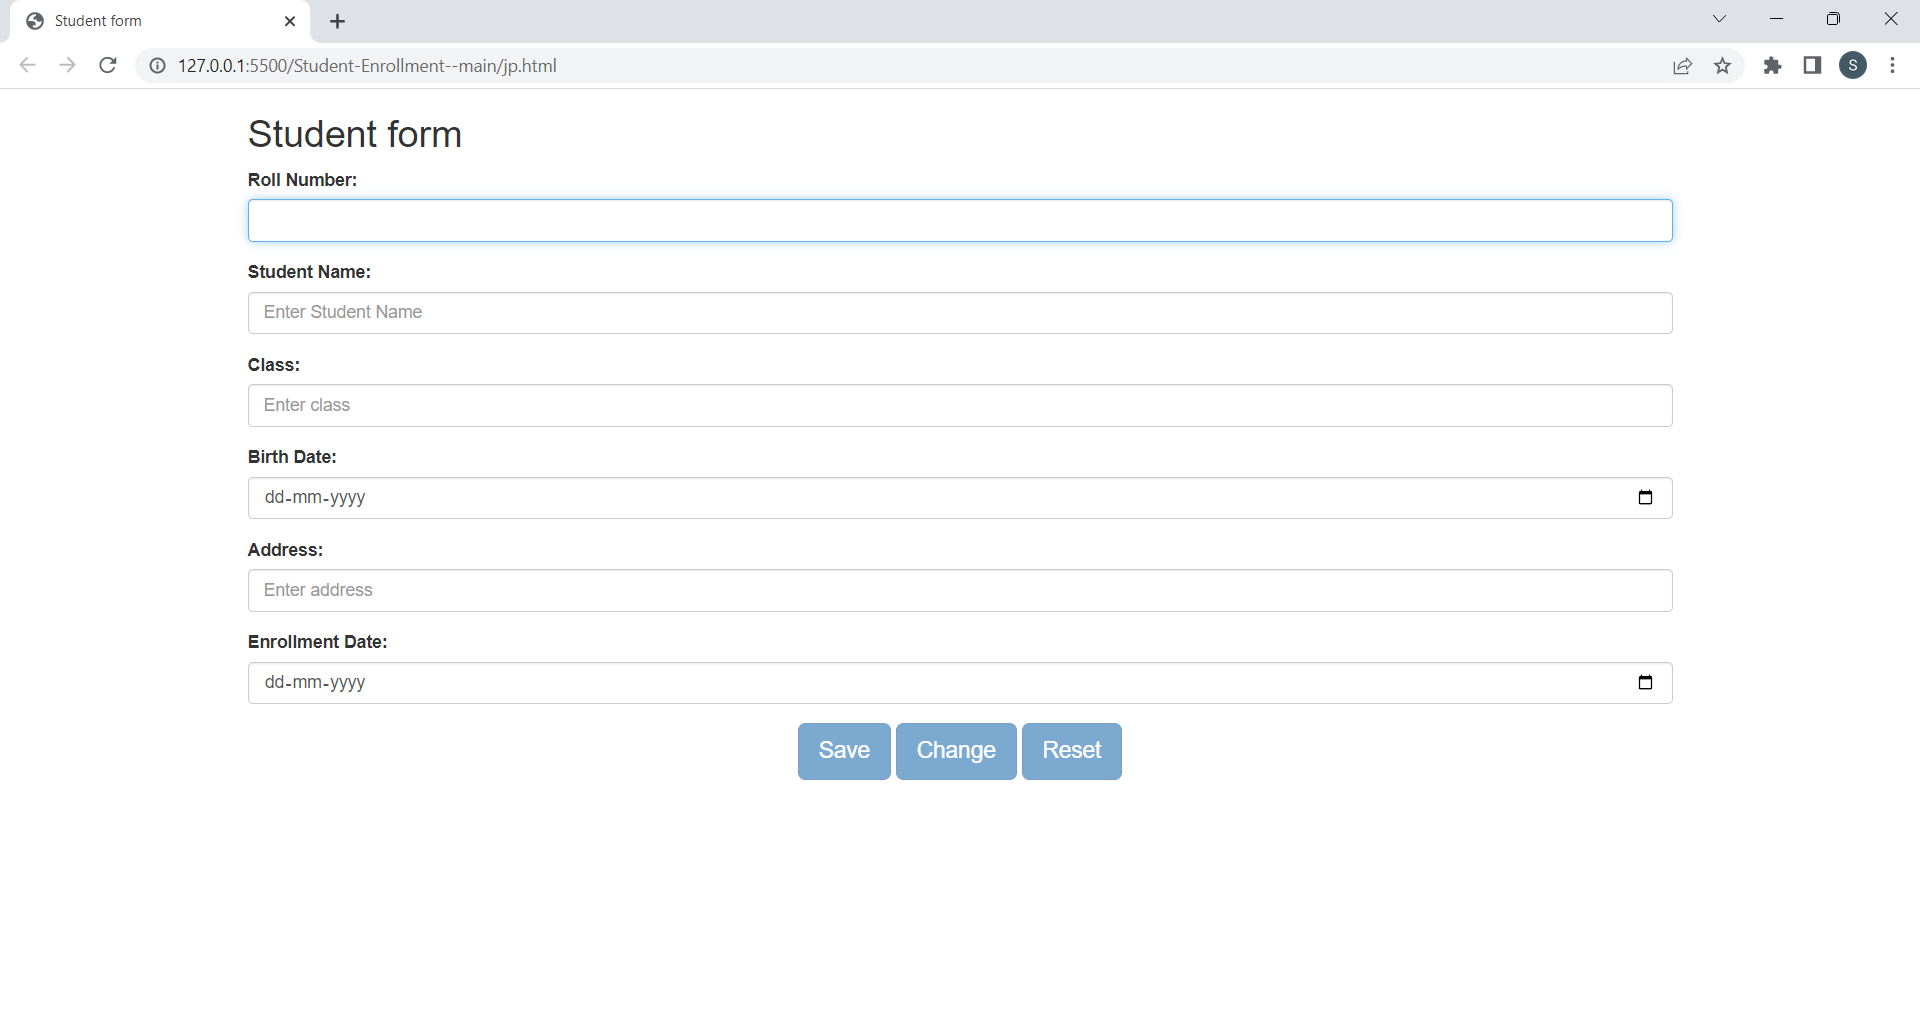 Student form
127.0.0.1:5500/Student-Enrollment--main/jp.html
S
Student form
Roll Number:
Student Name:
Enter Student Name
Class:
Enter class
Birth Date:
dd-mm-yyyy
Address:
Enter address
Enrollment Date:
dd-mm-yyyy
Save Change Reset